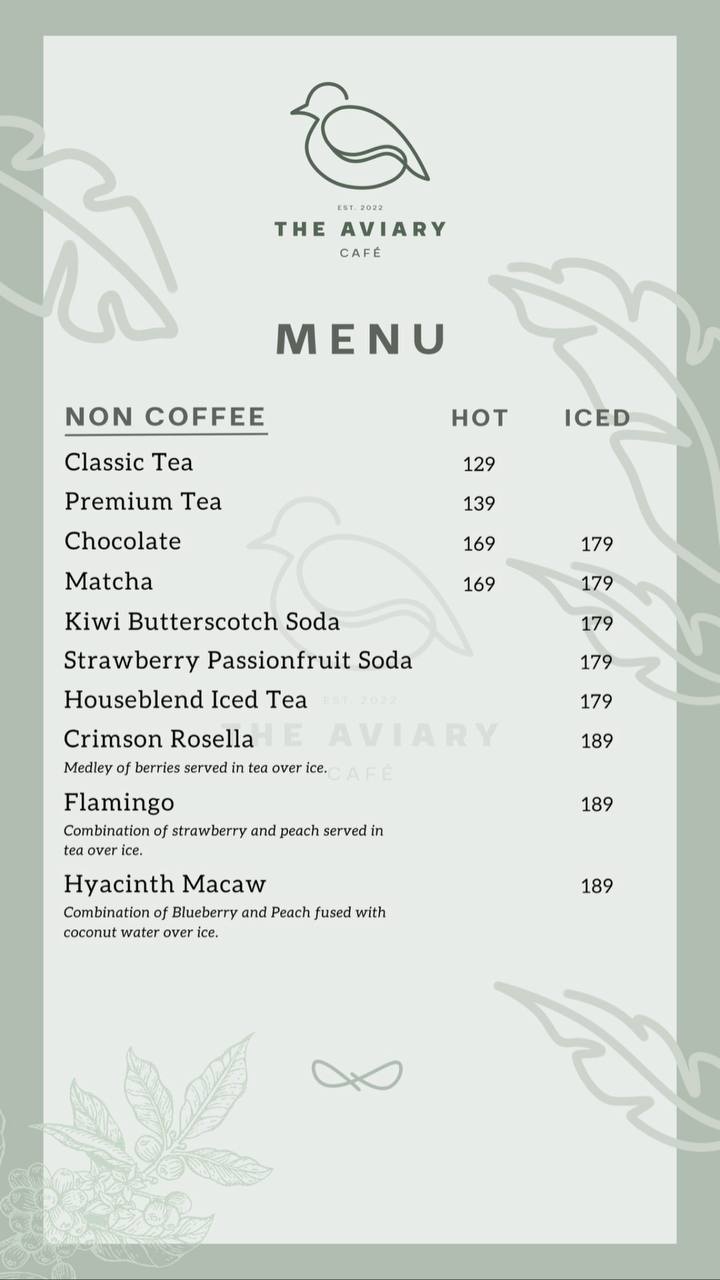 EST. 2022
THE AVIARY
CAFÉ
MENU
NON COFFEE HOT ICED
Classic Tea 129
Premium Tea 139
Chocolate 169 179
Matcha 169 179
Kiwi Butterscotch Soda 179
Strawberry Passionfruit Soda 179
EST. 2022
Houseblend Iced Tea 179
THE AVIARY
Crimson Rosella 189
Medley of berries served in tea over ice.
CAFÉ
Flamingo 189
Combination of strawberry and peach served in
tea over ice.
Hyacinth Macaw 189
Combination of Blueberry and Peach fused with
coconut water over ice.